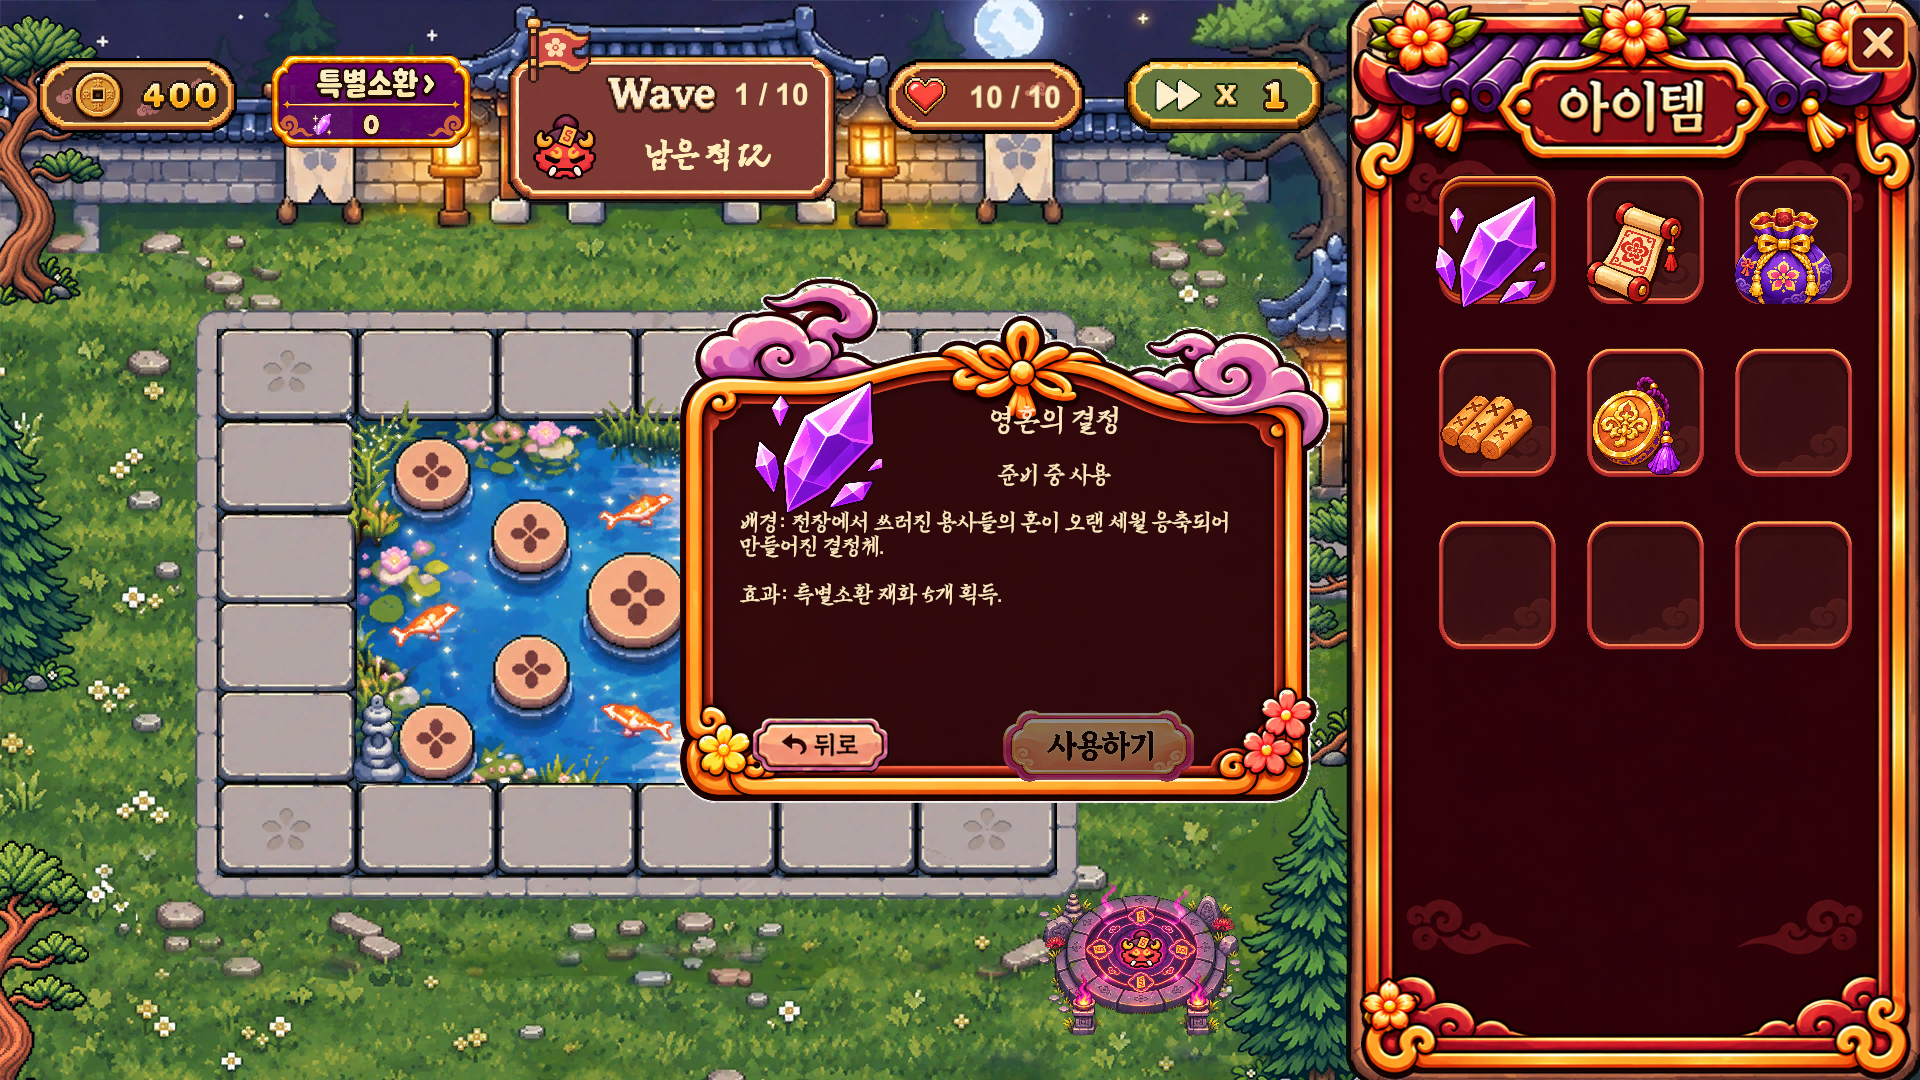 400
특별소환›
0
Wave 1 / 10
남은 적 12
10 / 10
x 1
아이템
영혼의 결정
준비 중 사용
배경: 전장에서 쓰러진 용사들의 혼이 오랜 세월 응축되어
만들어진 결정체.
효과: 특별소환 재화 5개 획득.
뒤로
사용하기